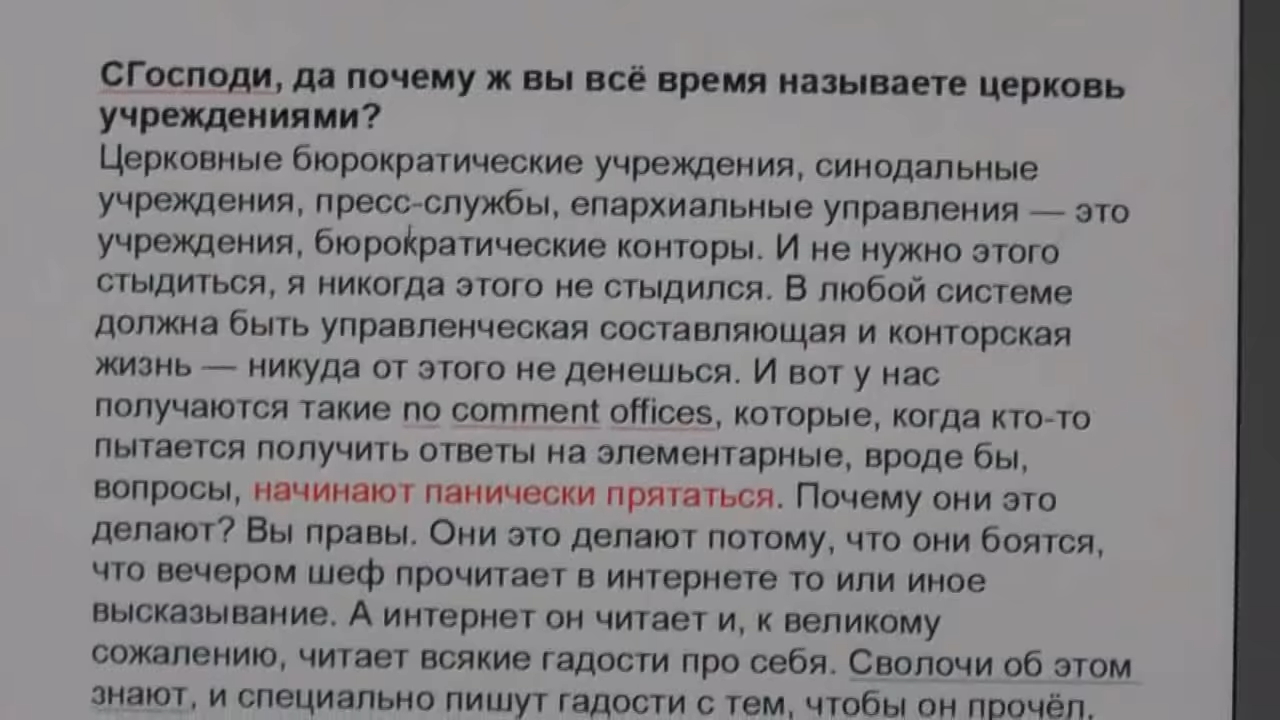 СГосподи, да почему ж вы всё время называете церковь
учреждениями?
Церковные бюрократические учреждения, синодальные
учреждения, пресс-службы, епархиальные управления — это
учреждения, бюрократические конторы. И не нужно этого
стыдиться, я никогда этого не стыдился. В любой системе
должна быть управленческая составляющая и конторская
жизнь — никуда от этого не денешься. И вот у нас
получаются такие no comment offices, которые, когда кто-то
пытается получить ответы на элементарные, вроде бы,
вопросы, начинают панически прятаться. Почему они это
делают? Вы правы. Они это делают потому, что они боятся,
что вечером шеф прочитает в интернете то или иное
высказывание. А интернет он читает и, к великому
сожалению, читает всякие гадости про себя. Сволочи об этом
знают, и специально пишут гадости с тем, чтобы он прочёл.